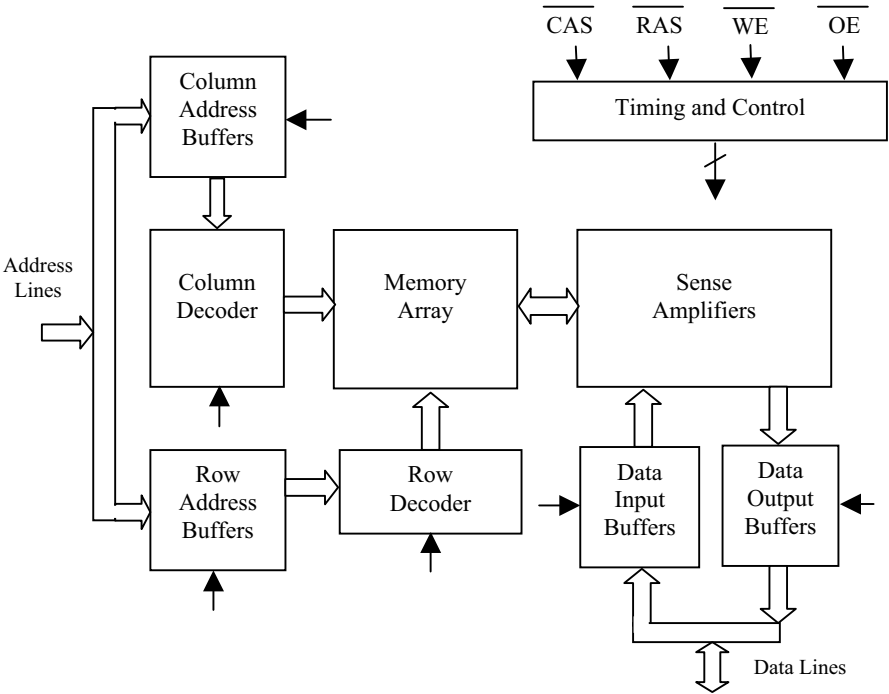 CAS RAS WE OE
Column
Address
Buffers
Timing and Control
Address
Lines
Column
Decoder
Memory
Array
Sense
Amplifiers
Row
Address
Buffers
Row
Decoder
Data
Input
Buffers
Data
Output
Buffers
Data Lines